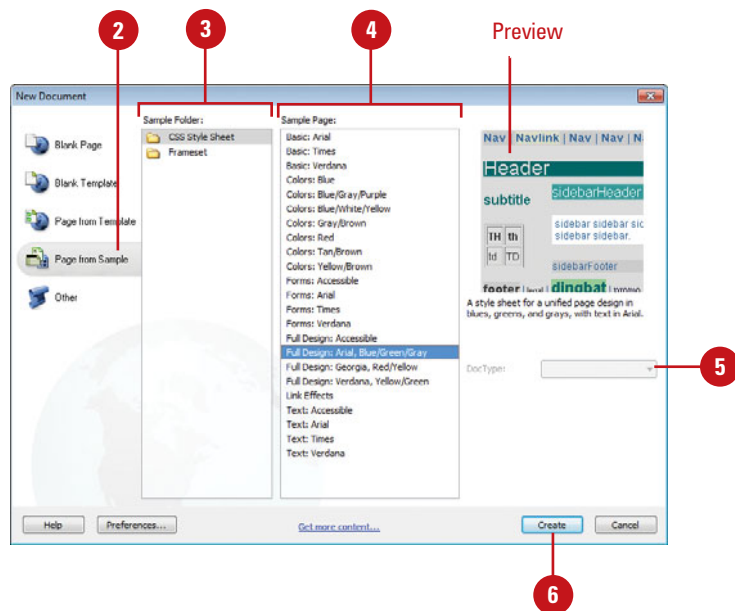 2
3
4
Preview
New Document
Blank Page
Blank Template
Page from Template
Page from Sample
Other
Sample Folder:
CSS Style Sheet
Frameset
Sample Page:
Basic: Arial
Basic: Times
Basic: Verdana
Colors: Blue
Colors: Blue/Gray/Purple
Colors: Blue/White/Yellow
Colors: Gray/Brown
Colors: Red
Colors: Tan/Brown
Colors: Yellow/Brown
Forms: Accessible
Forms: Arial
Forms: Times
Forms: Verdana
Full Design: Accessible
Full Design: Arial, Blue/Green/Gray
Full Design: Georgia, Red/Yellow
Full Design: Verdana, Yellow/Green
Link Effects
Text: Accessible
Text: Arial
Text: Times
Text: Verdana
Nav | Navlink | Nav | Nav | N
Header
subtitle
sidebarHeader
sidebar sidebar sid
sidebar sidebar.
TH th
td TD
sidebarFooter
footer | legal | dingbat | promo
A style sheet for a unified page design in
blues, greens, and grays, with text in Arial.
DocType:
5
Help
Preferences...
Get more content...
Create
Cancel
6